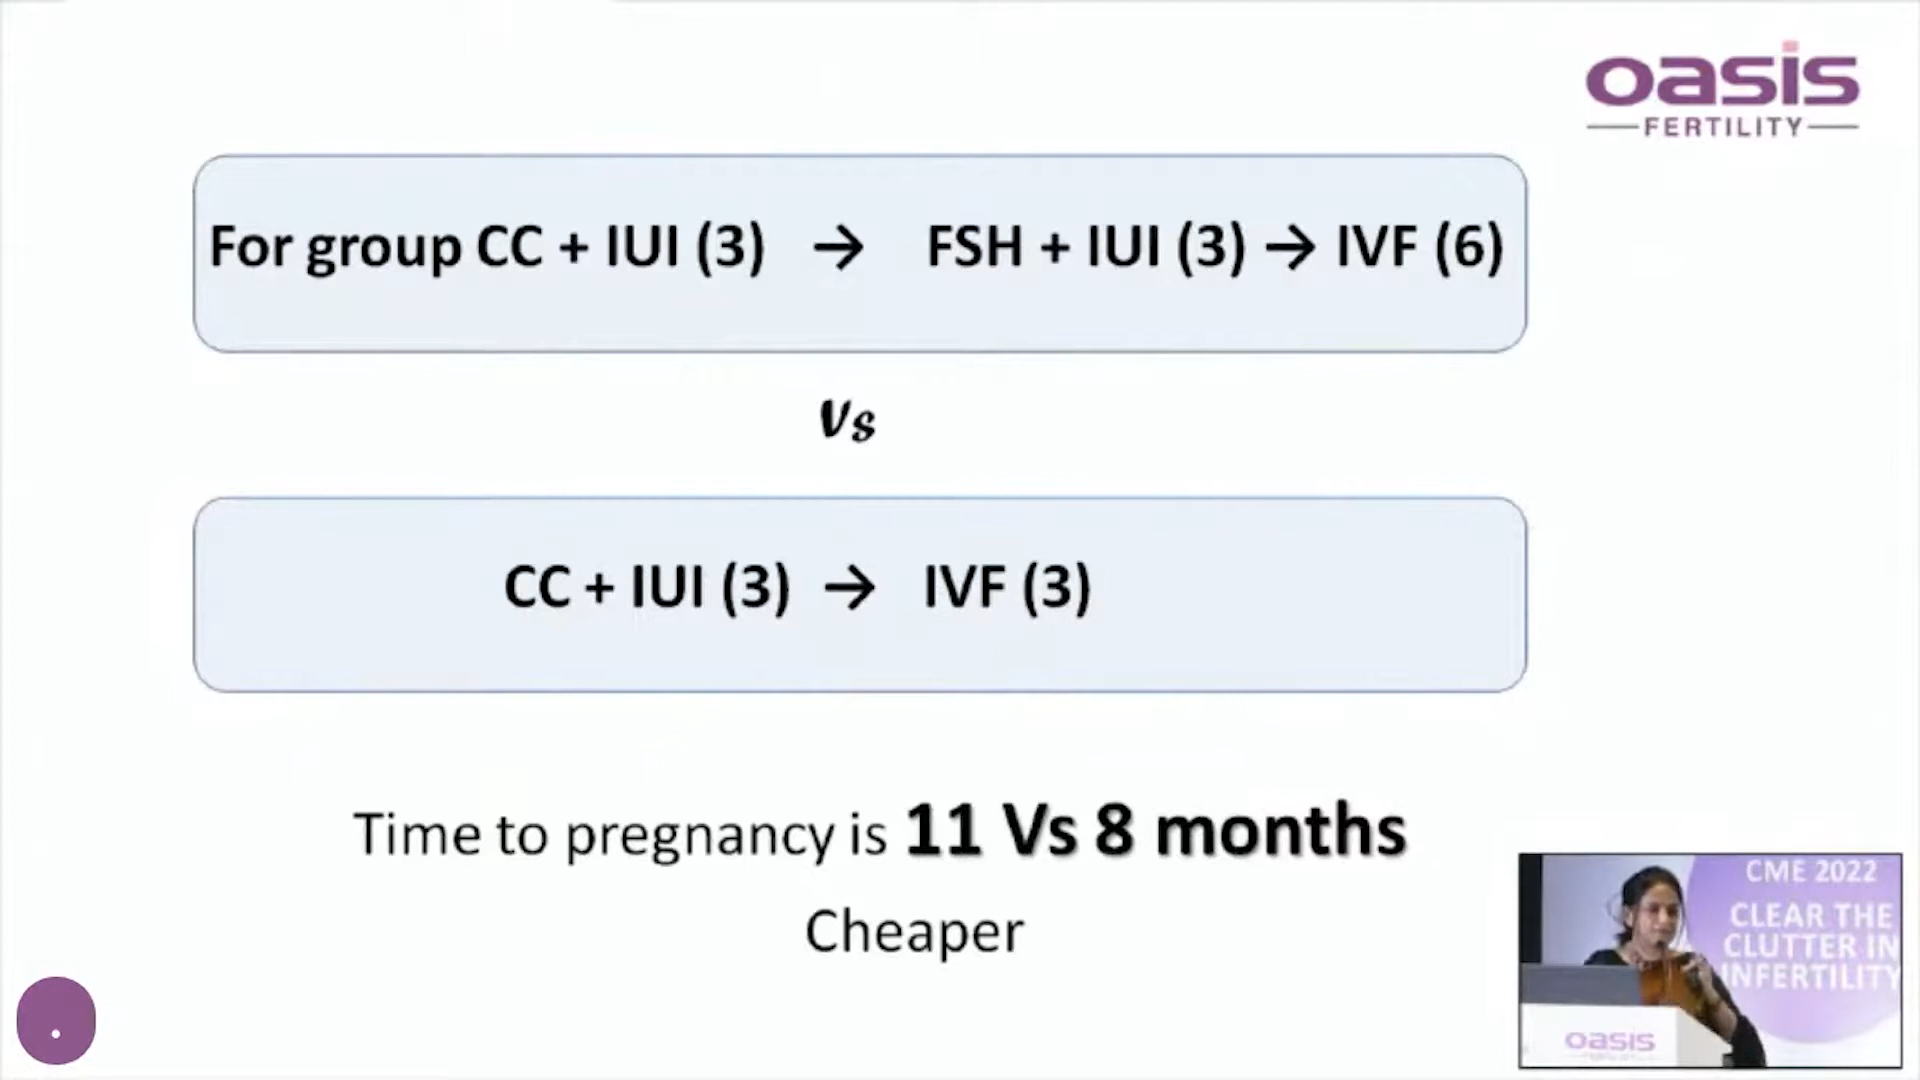 oasis
FERTILITY
For group CC + IUI (3) → FSH + IUI (3) → IVF (6)
Vs
CC + IUI (3) → IVF (3)
Time to pregnancy is 11 Vs 8 months
Cheaper
CME 2022
CLEAR THE
CLUTTER IN
INFERTILITY
oasis